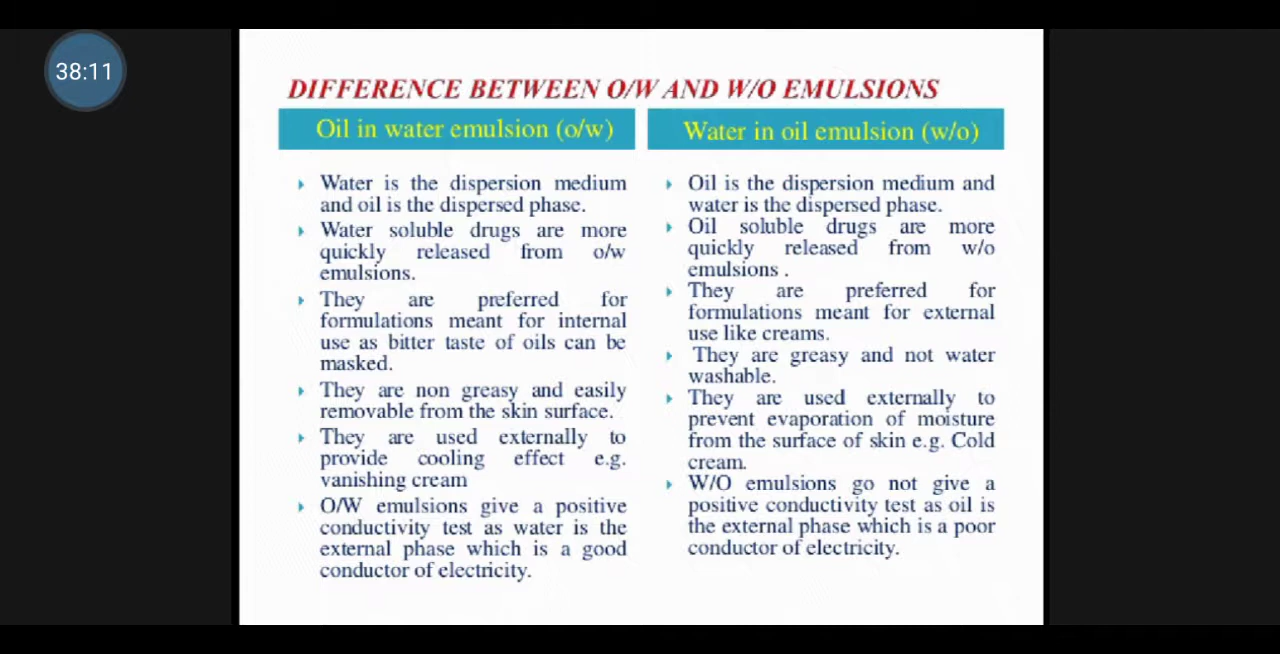 38:11
DIFFERENCE BETWEEN O/W AND W/O EMULSIONS
Oil in water emulsion (o/w)
Water is the dispersion medium
and oil is the dispersed phase.
Water soluble drugs are more
quickly released from o/w
emulsions.
They are preferred for
formulations meant for internal
use as bitter taste of oils can be
masked.
They are non greasy and easily
removable from the skin surface.
They are used externally to
provide cooling effect e.g.
vanishing cream
O/W emulsions give a positive
conductivity test as water is the
external phase which is a good
conductor of electricity.
Water in oil emulsion (w/o)
Oil is the dispersion medium and
water is the dispersed phase.
Oil soluble drugs are more
quickly released from w/o
emulsions .
They are preferred for
formulations meant for external
use like creams.
They are greasy and not water
washable.
They are used externally to
prevent evaporation of moisture
from the surface of skin e.g. Cold
cream.
W/O emulsions go not give a
positive conductivity test as oil is
the external phase which is a poor
conductor of electricity.